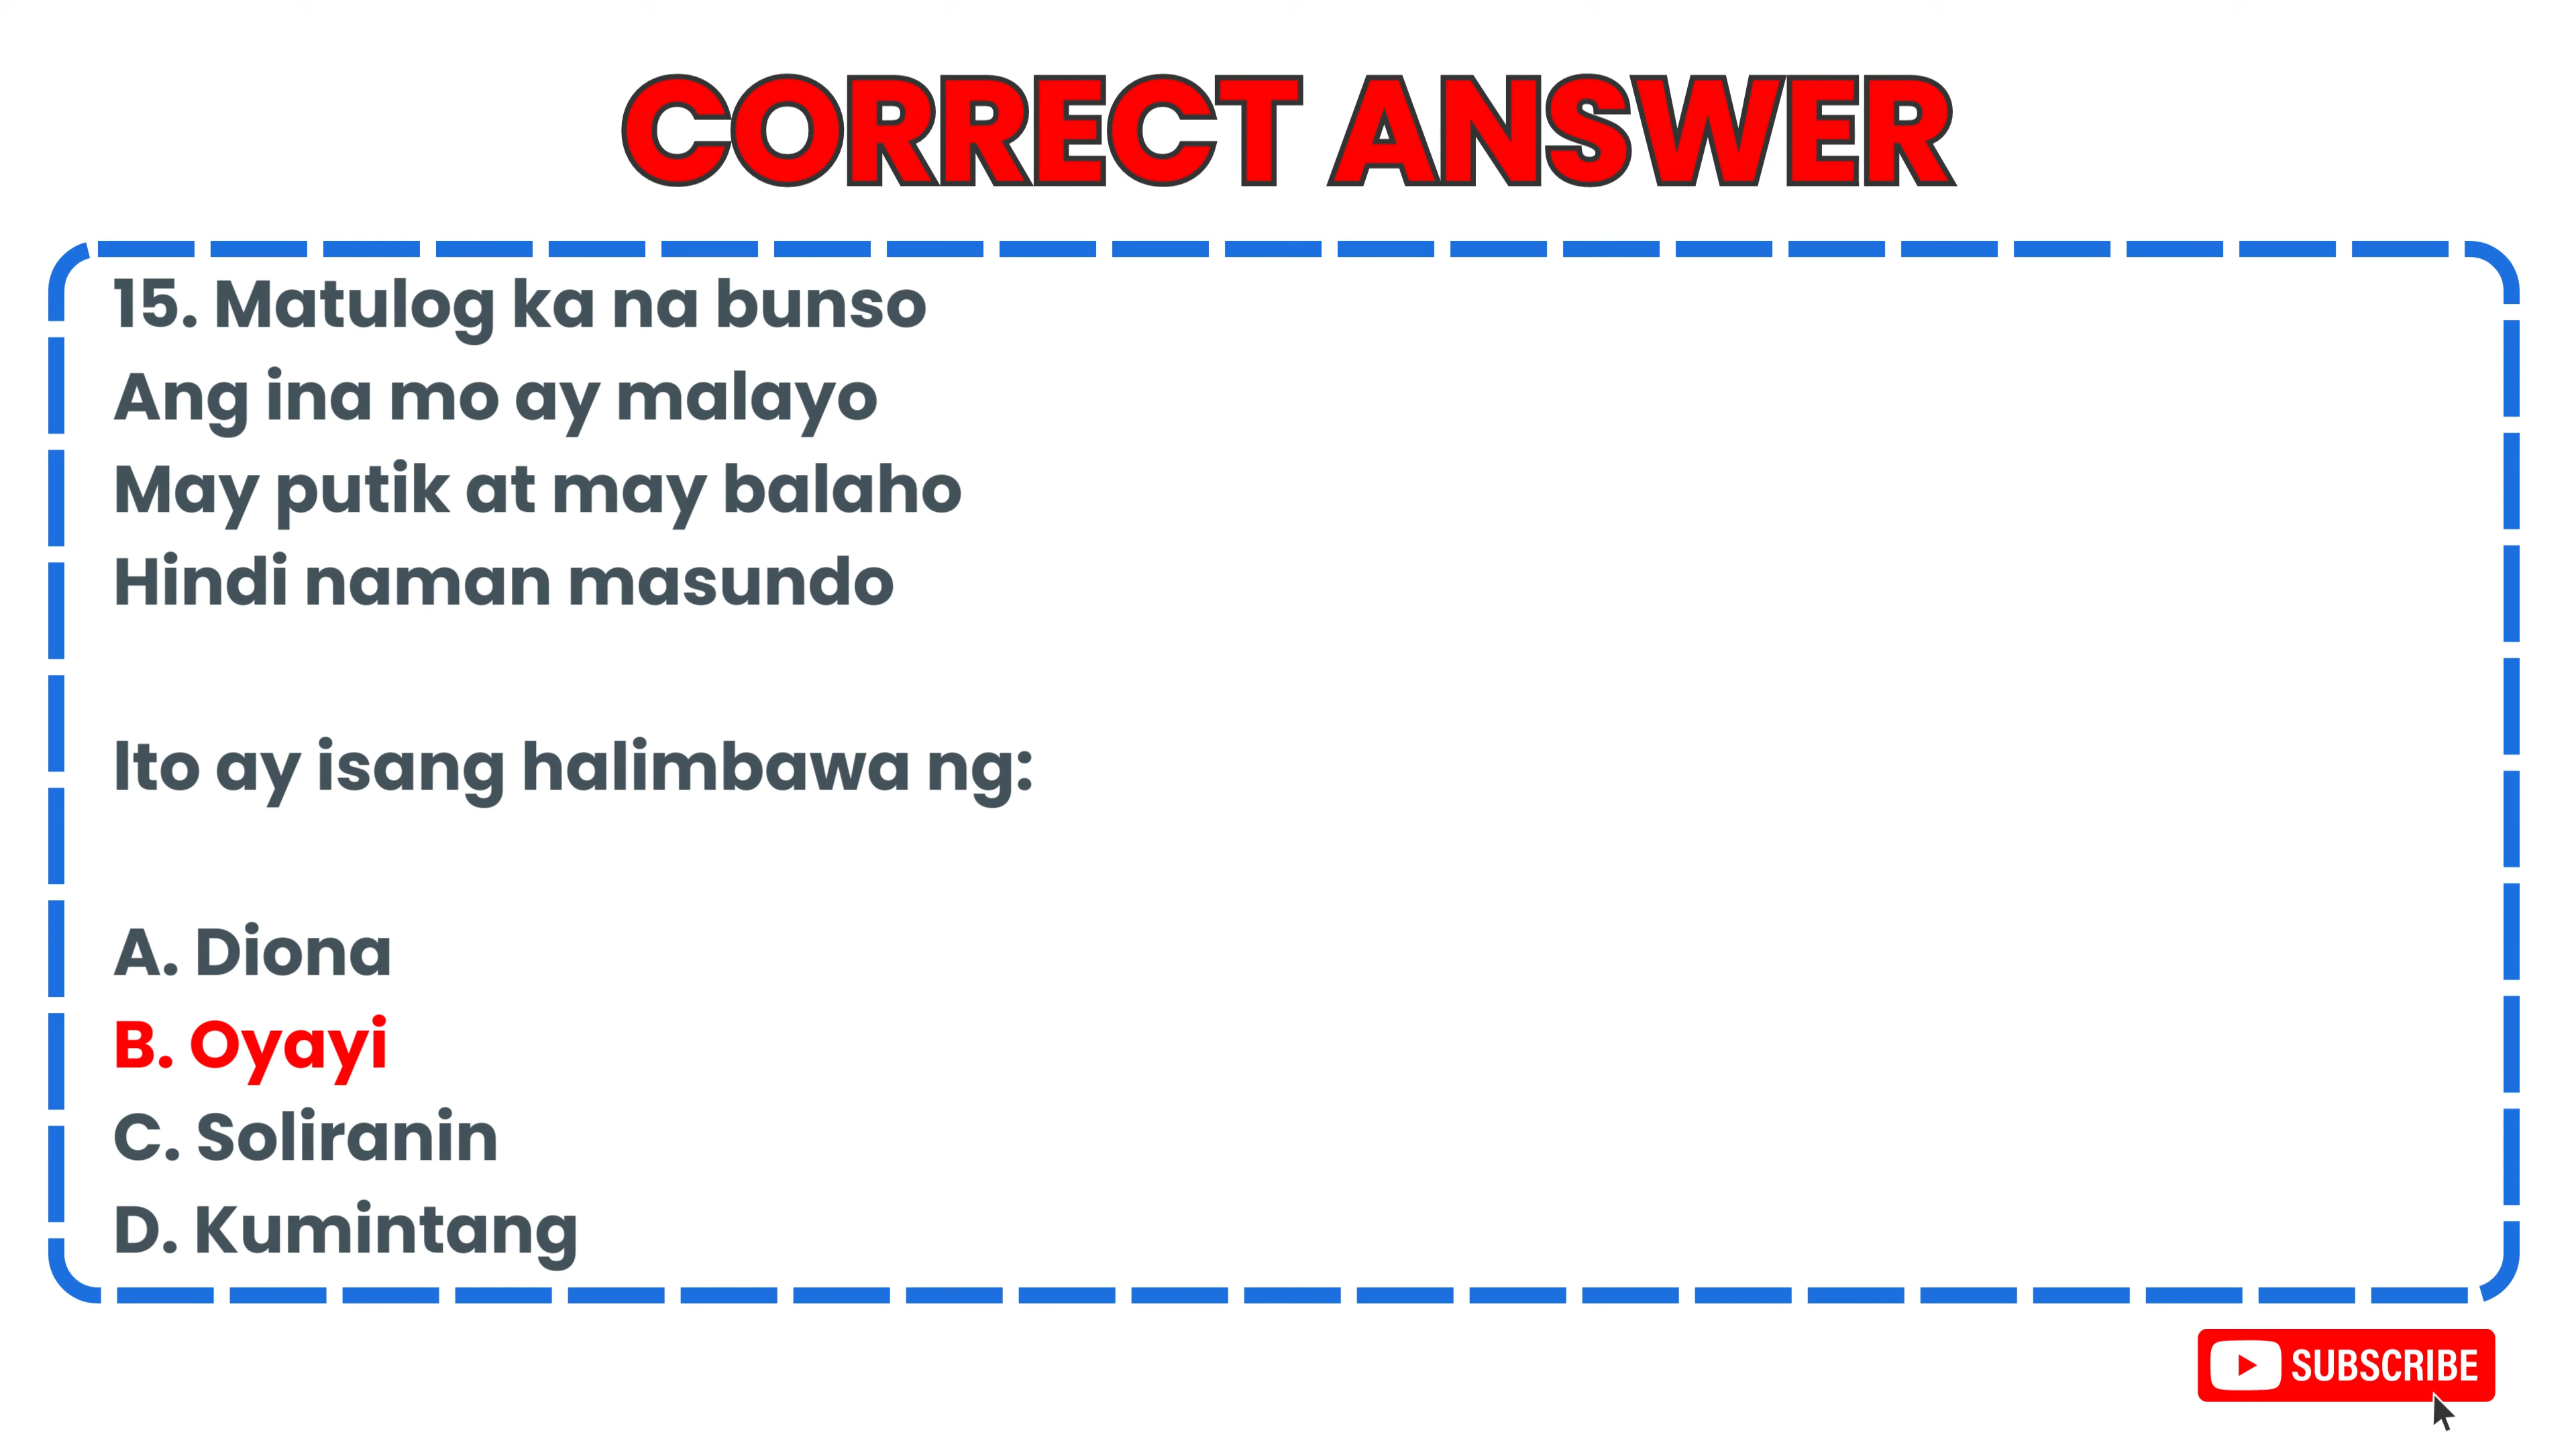 CORRECT ANSWER
15. Matulog ka na bunso
Ang ina mo ay malayo
May putik at may balaho
Hindi naman masundo
Ito ay isang halimbawa ng:
A. Diona
B. Oyayi
C. Soliranin
D. Kumintang
SUBSCRIBE